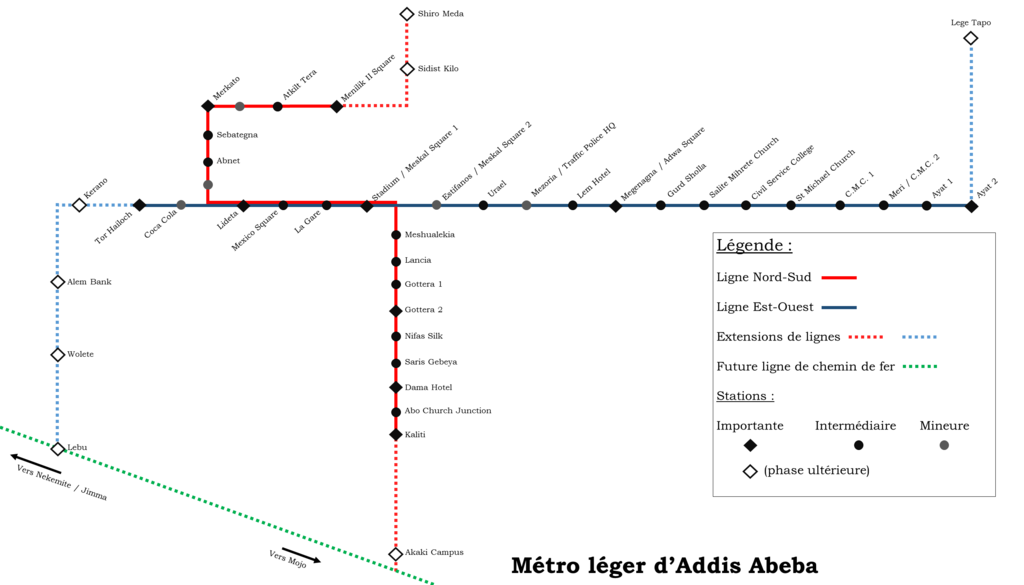 Shiro Meda
Lege Tapo
Sidist Kilo
Merkato
Atkilt Tera
Menilik II Square
Sebategna
Abnet
Kerano
Tor Hailoch
Coca Cola
Lideta
Mexico Square
La Gare
Stadium / Meskal Square 1
Estifanos / Meskal Square 2
Urael
Mezoria / Traffic Police HQ
Lem Hotel
Megenagna / Adwa Square
Gurd Sholla
Salite Mihrete Church
Civil Service College
St Michael Church
C.M.C. 1
Meri / C.M.C. 2
Ayat 1
Ayat 2
Meshualekia
Lancia
Gottera 1
Gottera 2
Nifas Silk
Saris Gebeya
Dama Hotel
Abo Church Junction
Kaliti
Akaki Campus
Alem Bank
Wolete
Lebu
Vers Nekemite / Jimma
Vers Mojo
Légende :
Ligne Nord-Sud
Ligne Est-Ouest
Extensions de lignes
Future ligne de chemin de fer
Stations :
Importante Intermédiaire Mineure
(phase ultérieure)
Métro léger d'Addis Abeba